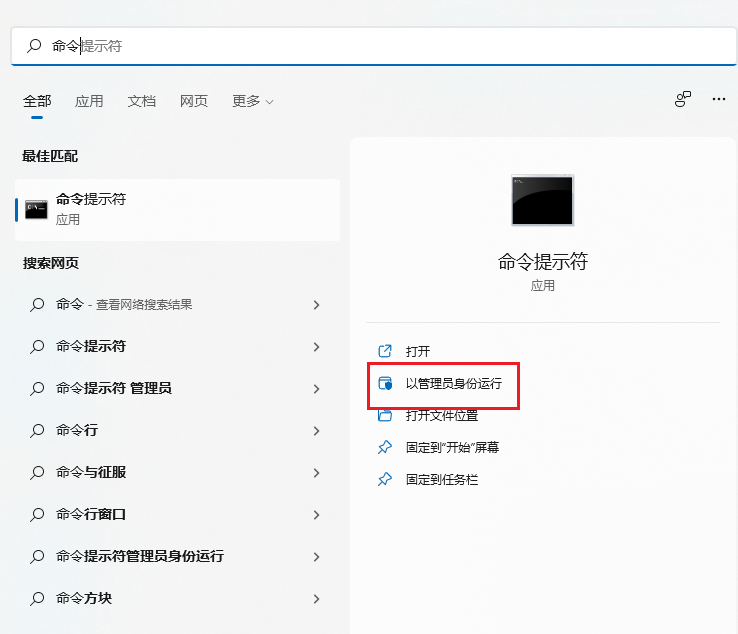 命令提示符
全部 应用 文档 网页 更多
最佳匹配
命令提示符
应用
搜索网页
命令 - 查看网络搜索结果
命令提示符
命令提示符 管理员
命令行
命令与征服
命令行窗口
命令提示符管理员身份运行
命令方块
命令提示符
应用
打开
以管理员身份运行
打开文件位置
固定到“开始”屏幕
固定到任务栏